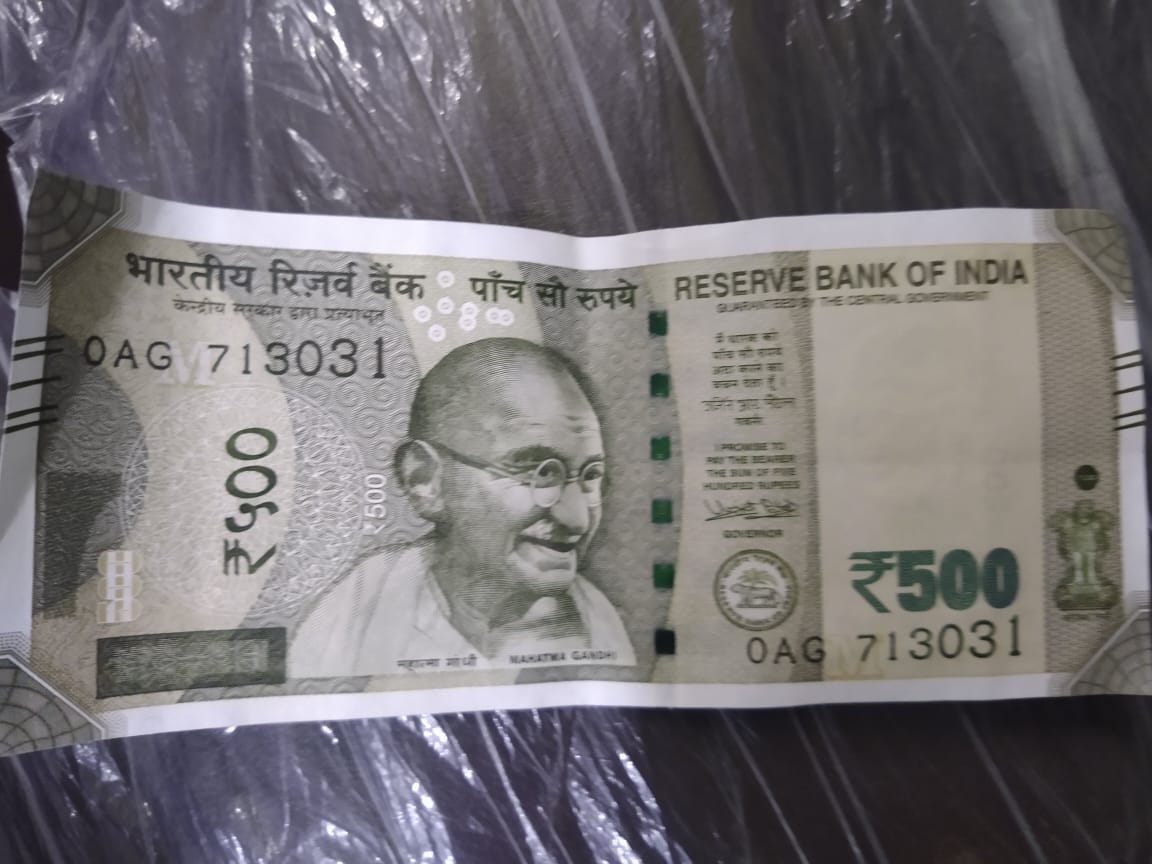 भारतीय रिज़र्व बैंक
केन्द्रीय सरकार द्वारा प्रत्याभूत
पाँच सौ रुपये
0AG 713031
₹५००
₹500
महात्मा गांधी
MAHATMA GANDHI
RESERVE BANK OF INDIA
GUARANTEED BY THE CENTRAL GOVERNMENT
मैं धारक को
पाँच सौ रुपये
अदा करने का
वचन देता हूँ।
I PROMISE TO
PAY THE BEARER
THE SUM OF FIVE
HUNDRED RUPEES
GOVERNOR
₹500
0AG 713031